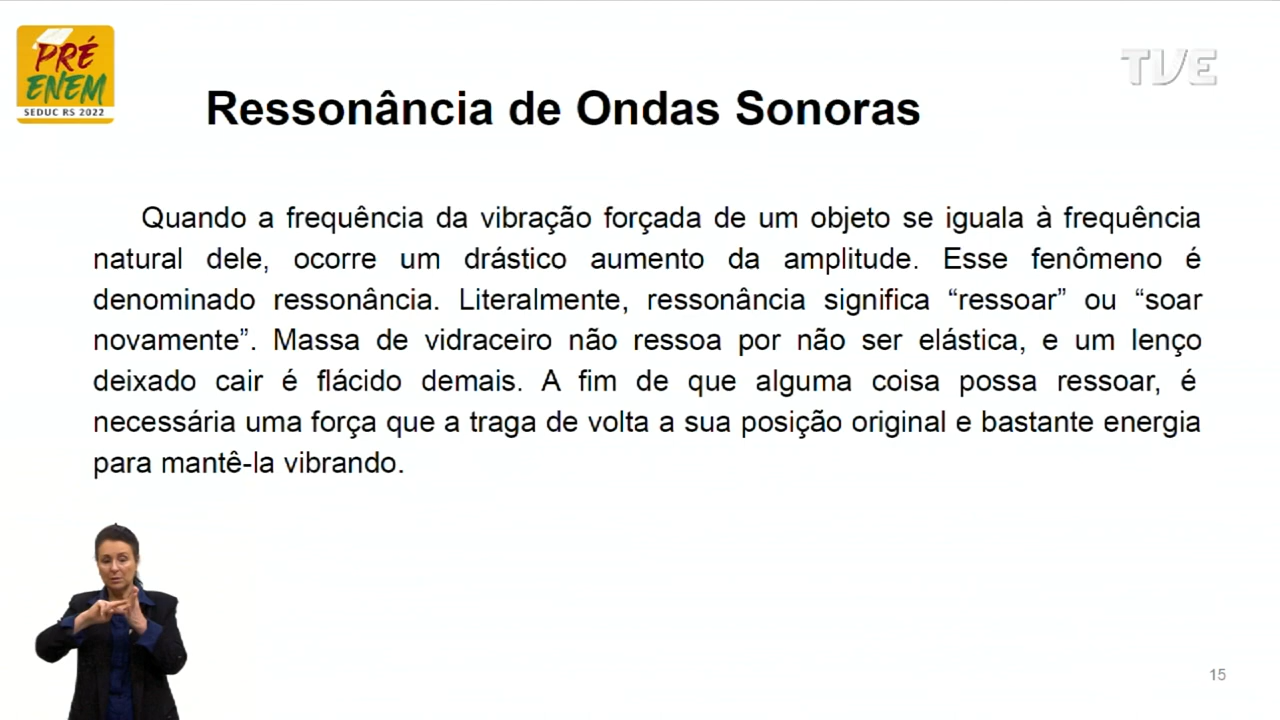 PRÉ
ENEM
SEDUC RS 2022
TVE
Ressonância de Ondas Sonoras
Quando a frequência da vibração forçada de um objeto se iguala à frequência
natural dele, ocorre um drástico aumento da amplitude. Esse fenômeno é
denominado ressonância. Literalmente, ressonância significa “ressoar” ou “soar
novamente”. Massa de vidraceiro não ressoa por não ser elástica, e um lenço
deixado cair é flácido demais. A fim de que alguma coisa possa ressoar, é
necessária uma força que a traga de volta a sua posição original e bastante energia
para mantê-la vibrando.
15